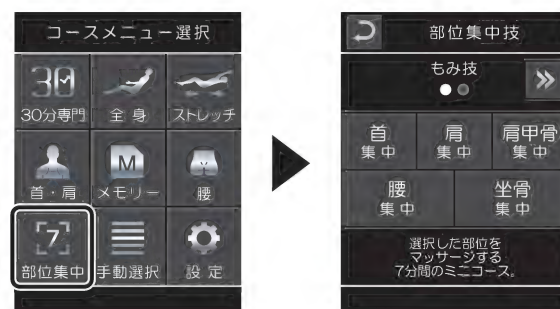 コースメニュー選択
30
30分専門
全身
ストレッチ
首・肩
M
メモリー
腰
7
部位集中
手動選択
設定
部位集中技
もみ技
首
集中
肩
集中
肩甲骨
集中
腰
集中
坐骨
集中
選択した部位を
マッサージする
7分間のミニコース。